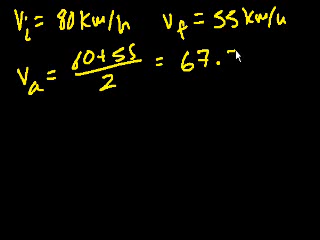 Vi = 80 km/h Vf = 55 km/h
Va = 80+55 / 2 = 67.